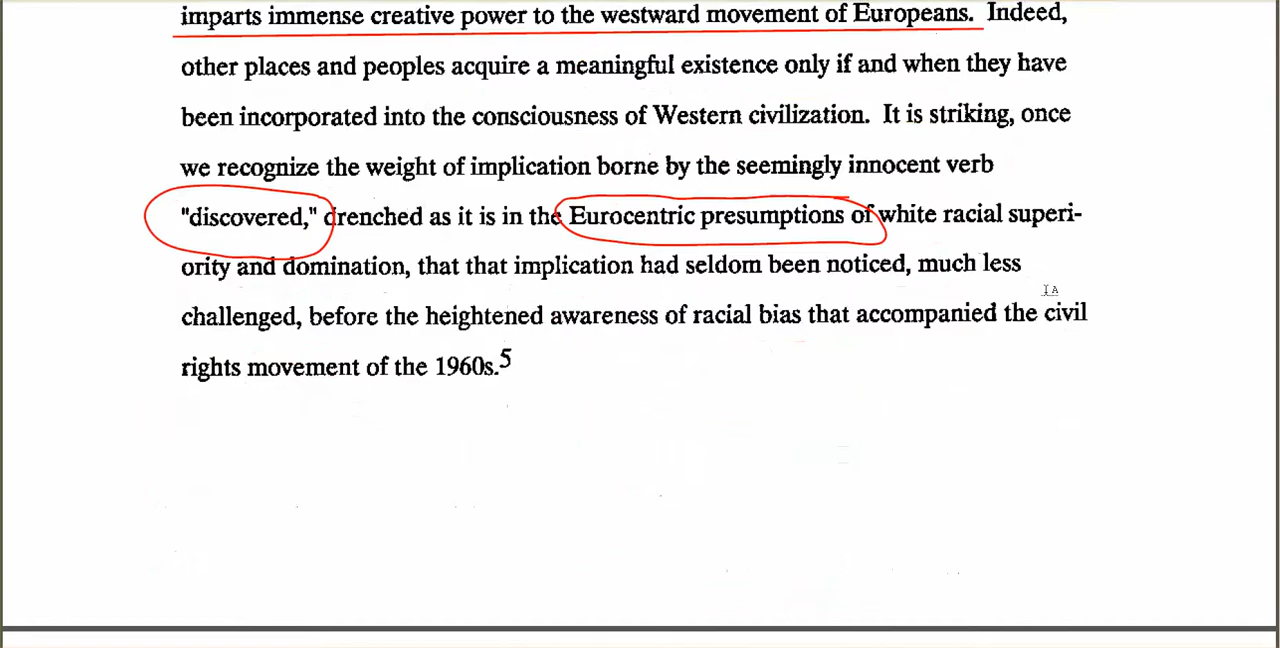 imparts immense creative power to the westward movement of Europeans. Indeed,
other places and peoples acquire a meaningful existence only if and when they have
been incorporated into the consciousness of Western civilization. It is striking, once
we recognize the weight of implication borne by the seemingly innocent verb
"discovered," drenched as it is in the Eurocentric presumptions of white racial superi-
ority and domination, that that implication had seldom been noticed, much less
challenged, before the heightened awareness of racial bias that accompanied the civil
rights movement of the 1960s.5